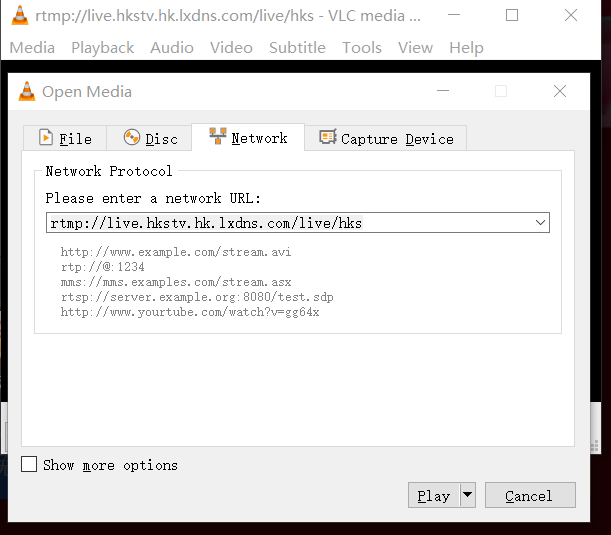 rtmp://live.hkstv.hk.lxdns.com/live/hks - VLC media ...
Media Playback Audio Video Subtitle Tools View Help
Open Media
File Disc Network Capture Device
Network Protocol
Please enter a network URL:
rtmp://live.hkstv.hk.lxdns.com/live/hks
http://www.example.com/stream.avi
rtp://@:1234
mms://mms.examples.com/stream.asx
rtsp://server.example.org:8080/test.sdp
http://www.yourtube.com/watch?v=gg64x
Show more options
Play Cancel